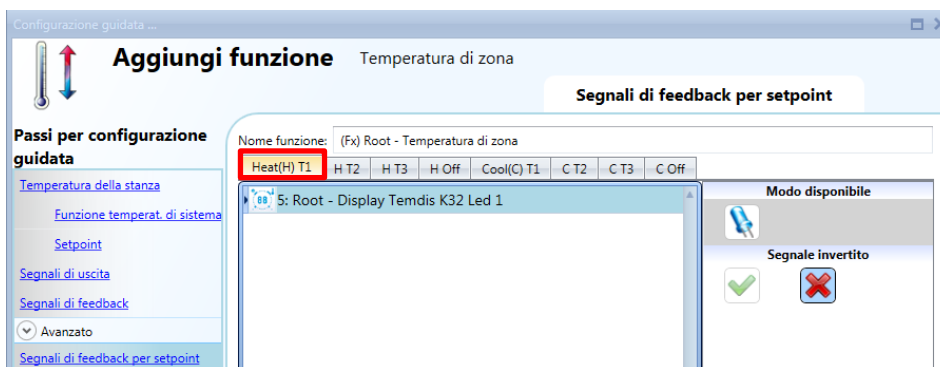 Configurazione guidata ...
Aggiungi funzione Temperatura di zona
Segnali di feedback per setpoint
Passi per configurazione
guidata
Temperatura della stanza
Funzione temperat. di sistema
Setpoint
Segnali di uscita
Segnali di feedback
Avanzato
Segnali di feedback per setpoint
Nome funzione: (Fx) Root - Temperatura di zona
Heat(H) T1 H T2 H T3 H Off Cool(C) T1 C T2 C T3 C Off
88 5: Root - Display Temdis K32 Led 1
Modo disponibile
Segnale invertito